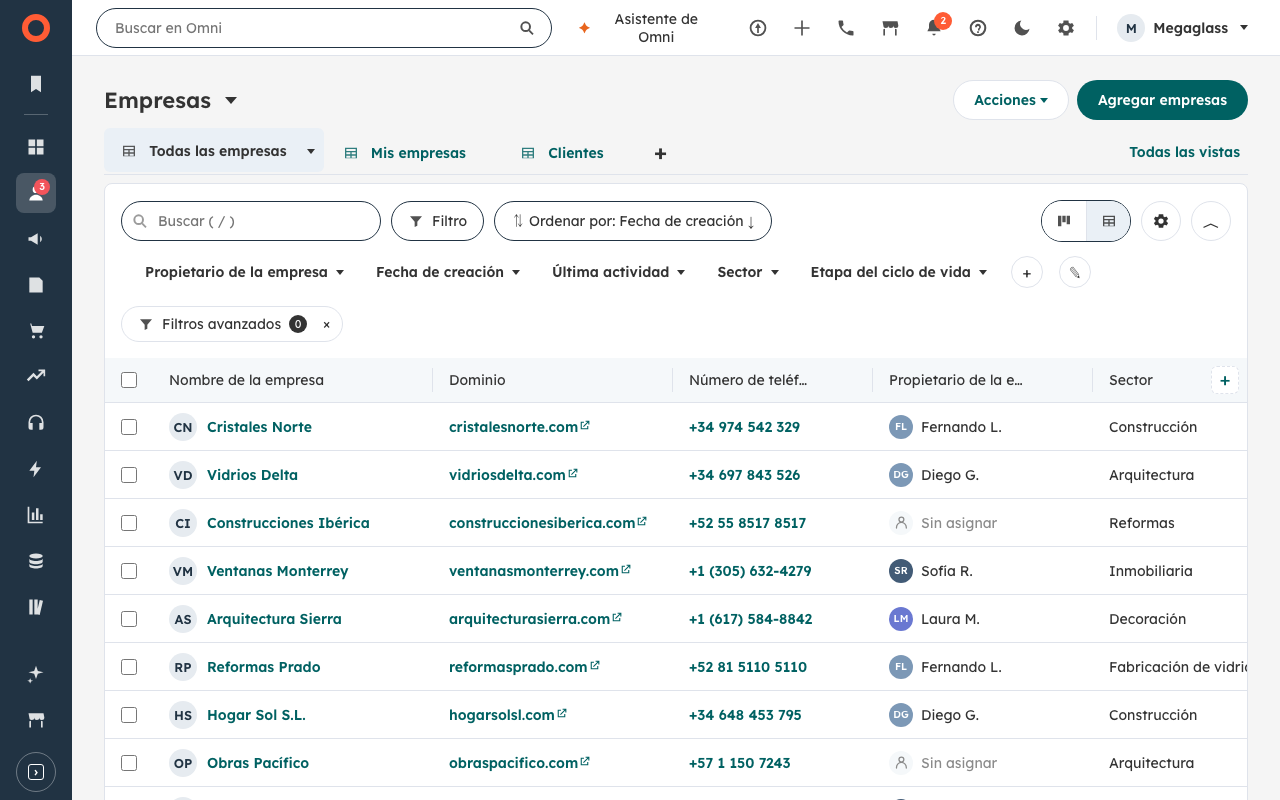 Buscar en Omni
Asistente de
Omni
2
M
Megaglass
3
Empresas
Acciones
Agregar empresas
Todas las empresas
Mis empresas
Clientes
Todas las vistas
Buscar ( / )
Filtro
Ordenar por: Fecha de creación ↓
Propietario de la empresa
Fecha de creación
Última actividad
Sector
Etapa del ciclo de vida
+
Filtros avanzados 0 ×
Nombre de la empresa
Dominio
Número de teléf...
Propietario de la e...
Sector
+
CN Cristales Norte cristalesnorte.com +34 974 542 329 FL Fernando L. Construcción
VD Vidrios Delta vidriosdelta.com +34 697 843 526 DG Diego G. Arquitectura
CI Construcciones Ibérica construccionesiberica.com +52 55 8517 8517 Sin asignar Reformas
VM Ventanas Monterrey ventanasmonterrey.com +1 (305) 632-4279 SR Sofía R. Inmobiliaria
AS Arquitectura Sierra arquitecturasierra.com +1 (617) 584-8842 LM Laura M. Decoración
RP Reformas Prado reformasprado.com +52 81 5110 5110 FL Fernando L. Fabricación de vidrio
HS Hogar Sol S.L. hogarsolsl.com +34 648 453 795 DG Diego G. Construcción
OP Obras Pacífico obraspacifico.com +57 1 150 7243 Sin asignar Arquitectura